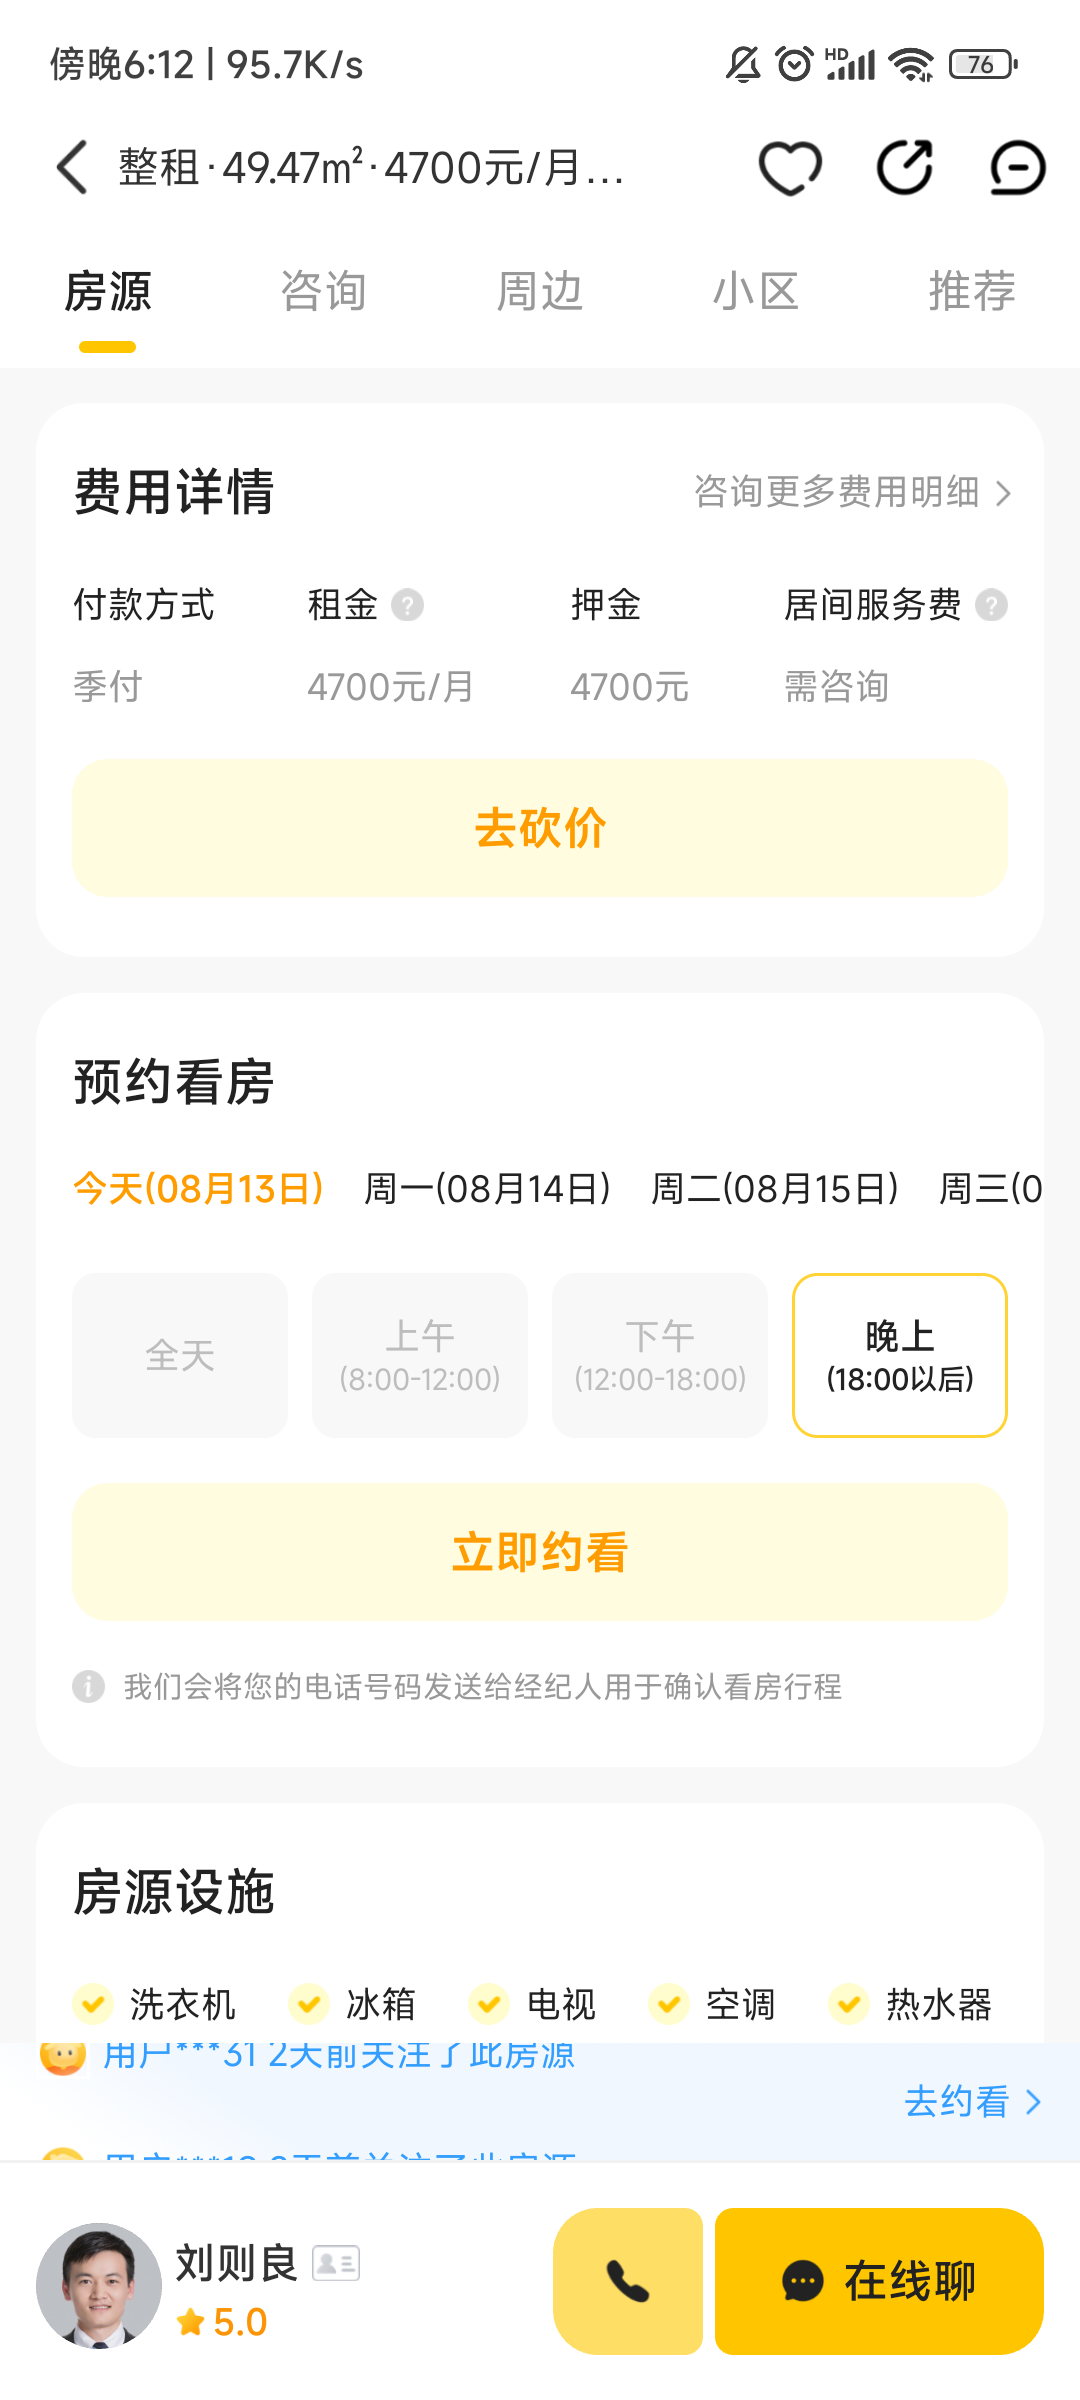 傍晚6:12 | 95.7K/s
HD
76
整租·49.47㎡·4700元/月...
房源 咨询 周边 小区 推荐
费用详情 咨询更多费用明细
付款方式 租金 押金 居间服务费
季付 4700元/月 4700元 需咨询
去砍价
预约看房
今天(08月13日) 周一(08月14日) 周二(08月15日) 周三(0
全天 上午 下午 晚上
(8:00-12:00) (12:00-18:00) (18:00以后)
立即约看
我们会将您的电话号码发送给经纪人用于确认看房行程
房源设施
洗衣机 冰箱 电视 空调 热水器
用户***31 2天前关注了此房源
去约看
刘则良
5.0
在线聊